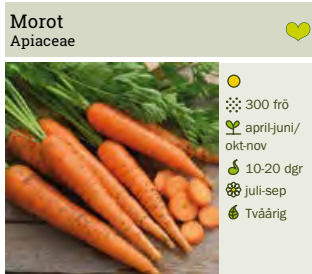 Morot
Apiaceae
300 frö
april-juni/
okt-nov
10-20 dgr
juli-sep
Tvåårig